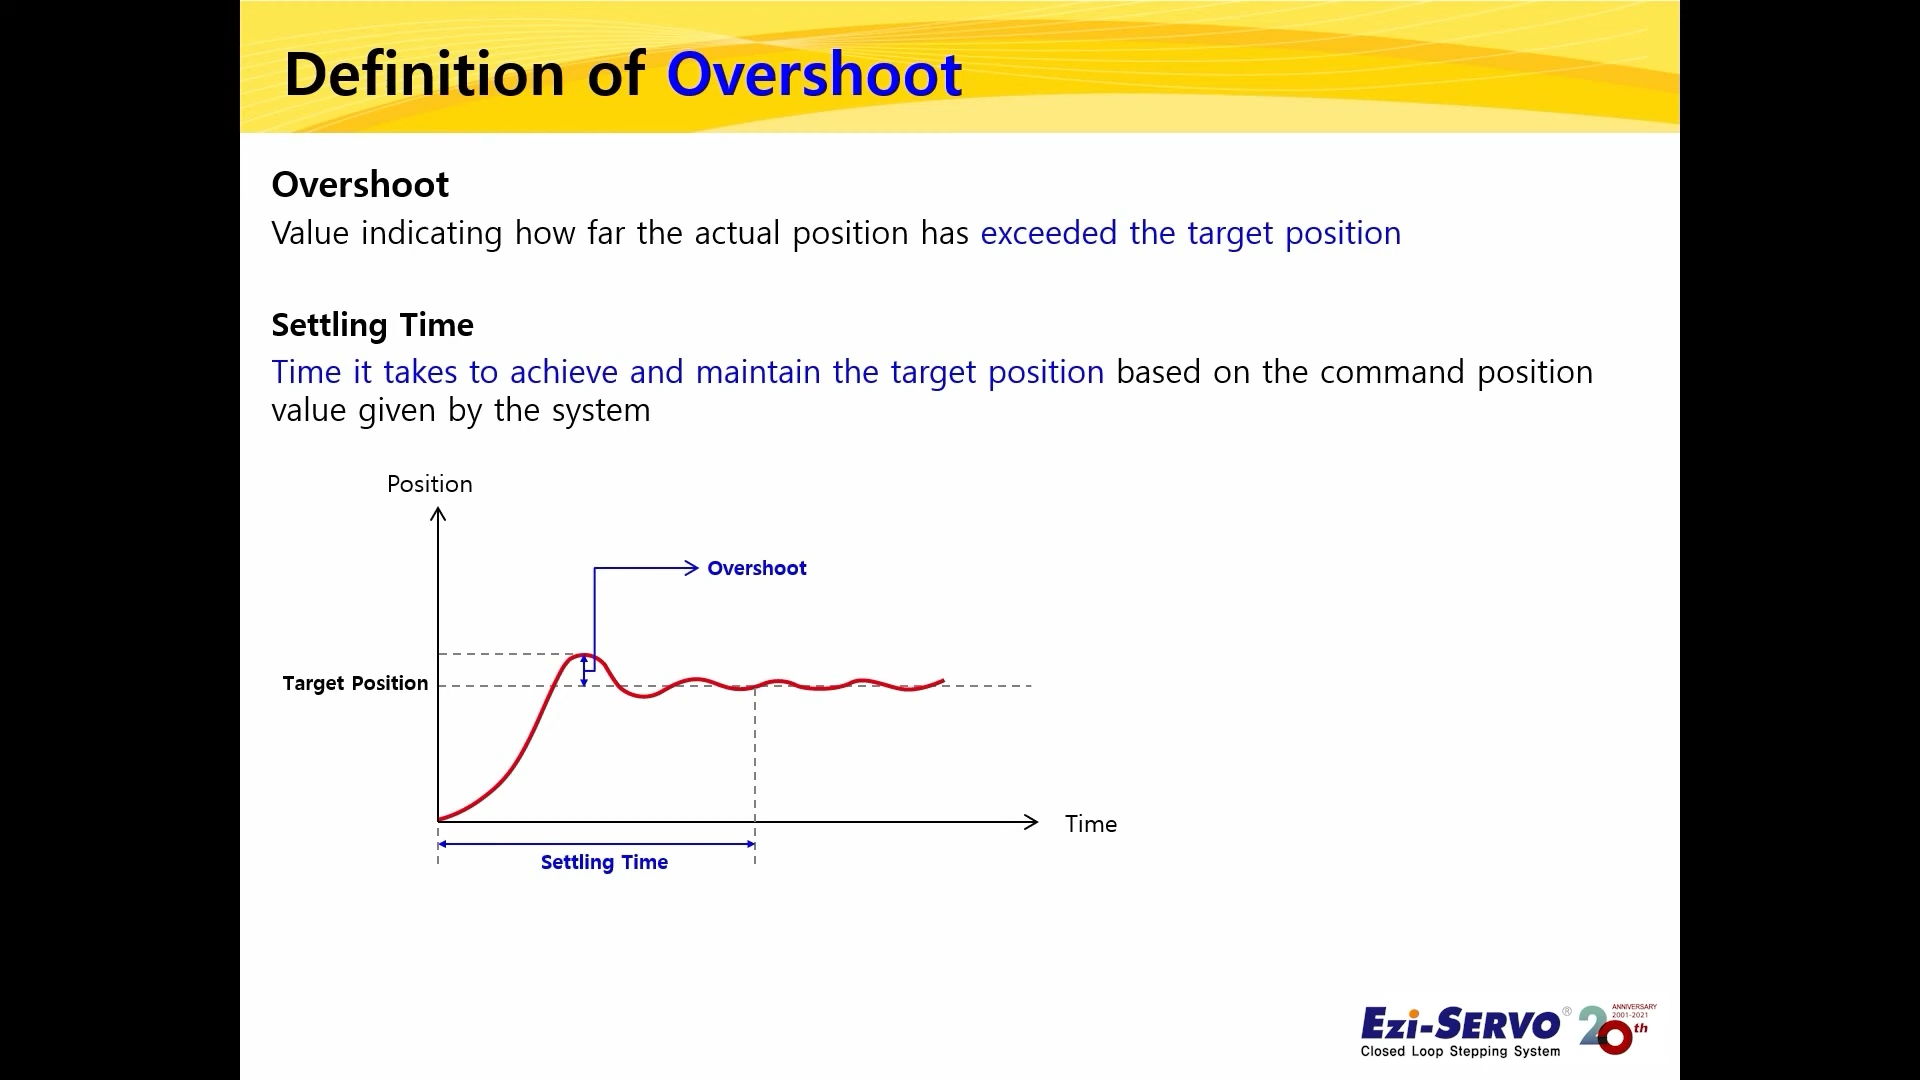 Definition of Overshoot
Overshoot
Value indicating how far the actual position has exceeded the target position
Settling Time
Time it takes to achieve and maintain the target position based on the command position
value given by the system
Position
Overshoot
Target Position
Time
Settling Time
Ezi-SERVO®
Closed Loop Stepping System
20th
ANNIVERSARY
2001-2021